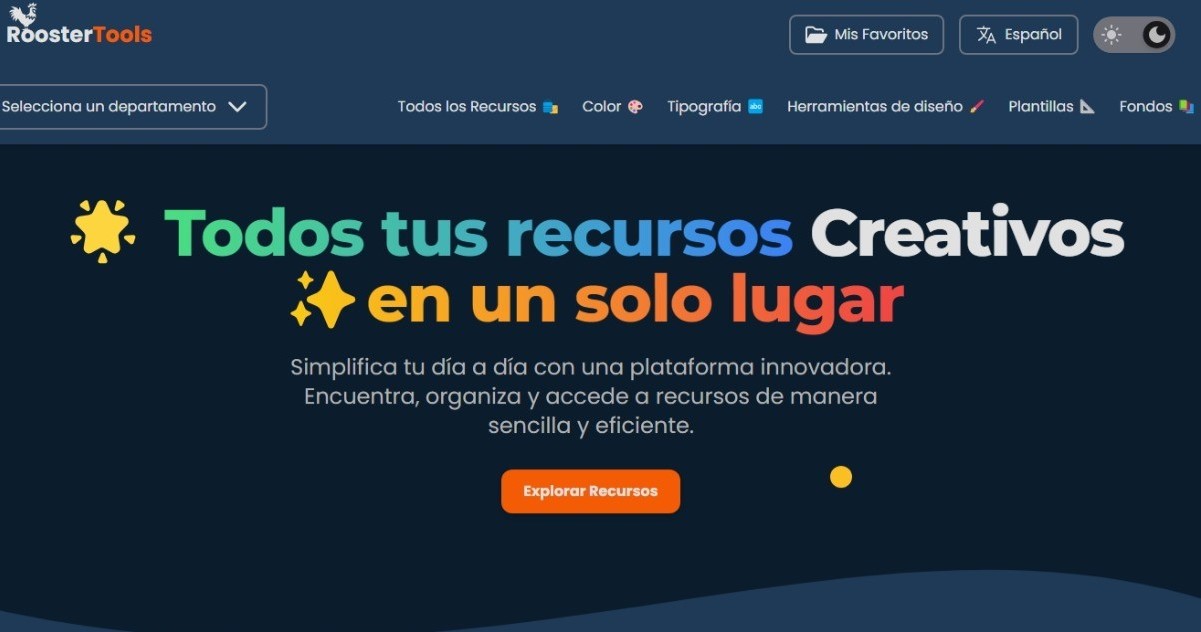 RoosterTools
Mis Favoritos
Español
Selecciona un departamento
Todos los Recursos
Color
Tipografía
abc
Herramientas de diseño
Plantillas
Fondos
Todos tus recursos Creativos
en un solo lugar
Simplifica tu día a día con una plataforma innovadora.
Encuentra, organiza y accede a recursos de manera
sencilla y eficiente.
Explorar Recursos